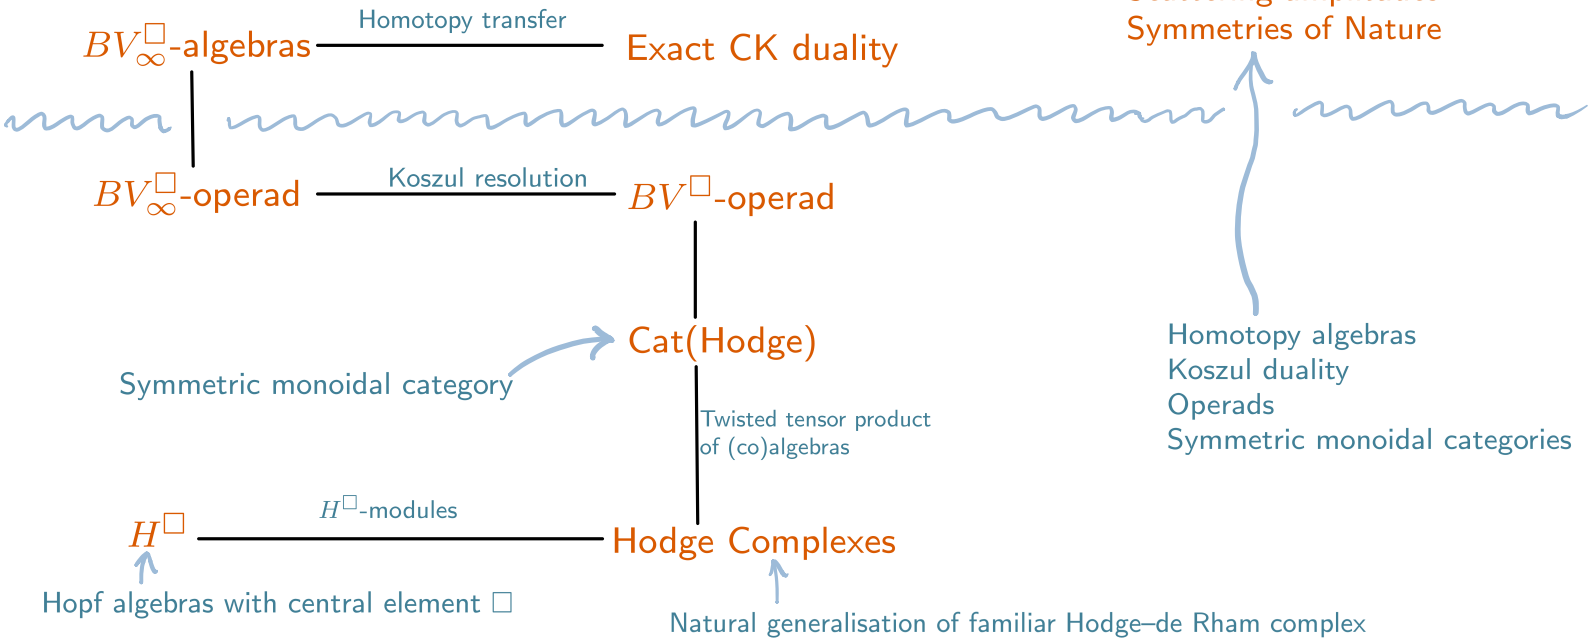 Homotopy transfer
Symmetries of Nature
BV_∞^□-algebras
Exact CK duality
Koszul resolution
BV_∞^□-operad
BV^□-operad
Homotopy algebras
Cat(Hodge)
Koszul duality
Symmetric monoidal category
Operads
Twisted tensor product
of (co)algebras
Symmetric monoidal categories
H^□-modules
H^□
Hodge Complexes
Hopf algebras with central element □
Natural generalisation of familiar Hodge–de Rham complex